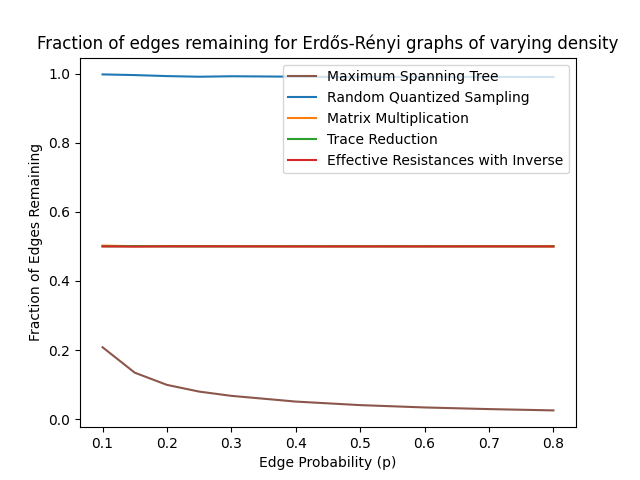 Fraction of edges remaining for Erdős-Rényi graphs of varying density
1.0
0.8
0.6
0.4
0.2
0.0
Fraction of Edges Remaining
Maximum Spanning Tree
Random Quantized Sampling
Matrix Multiplication
Trace Reduction
Effective Resistances with Inverse
0.1 0.2 0.3 0.4 0.5 0.6 0.7 0.8
Edge Probability (p)